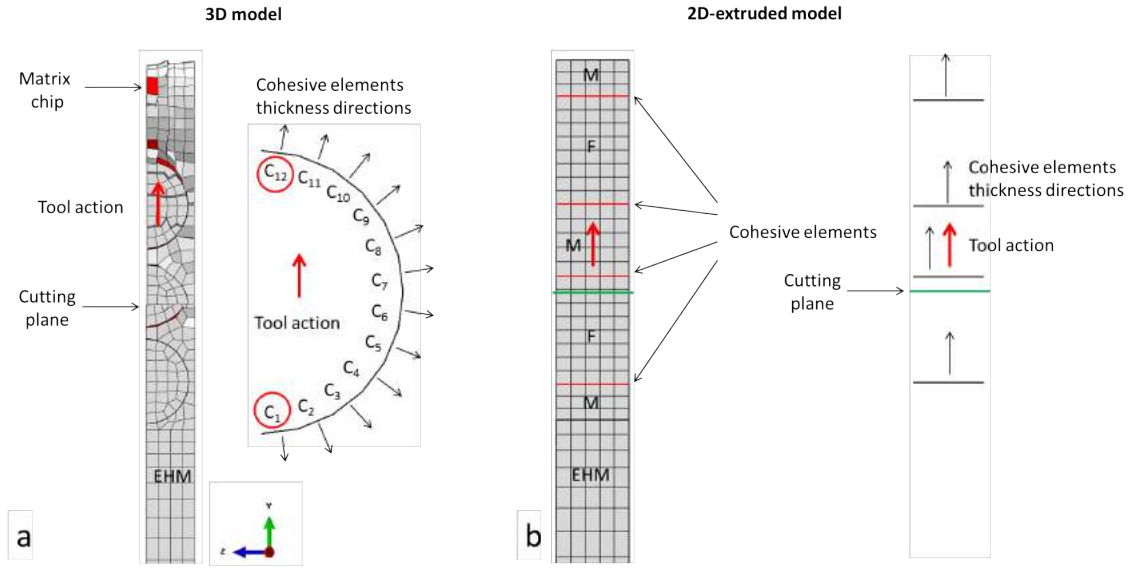 3D model
2D-extruded model
Matrix
chip
Tool action
Cutting
plane
EHM
a
Cohesive elements
thickness directions
C12
C11
C10
C9
C8
C7
C6
C5
C4
C3
C2
C1
Tool action
Y
Z
M
F
M
F
M
EHM
b
Cohesive elements
Cohesive elements
thickness directions
Tool action
Cutting
plane